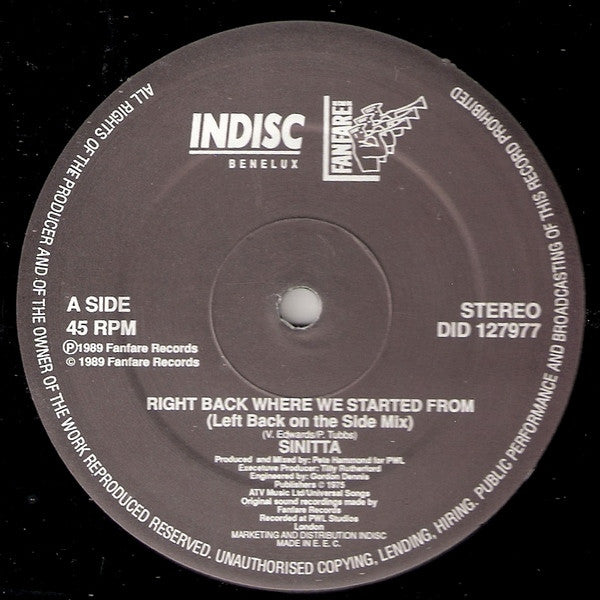 ALL RIGHTS OF THE PRODUCER AND OF THE OWNER OF THE WORK REPRODUCED RESERVED. UNAUTHORISED COPYING, LENDING, HIRING. PUBLIC PERFORMANCE AND BROADCASTING OF THIS RECORD PROHIBITED
INDISC
BENELUX
FANFARE!
RECORDS
A SIDE
45 RPM
Ⓟ1989 Fanfare Records
© 1989 Fanfare Records
STEREO
DID 127977
RIGHT BACK WHERE WE STARTED FROM
(Left Back on the Side Mix)
(V. Edwards/P. Tubbs)
SINITTA
Produced and Mixed by: Pete Hammond for PWL
Execetuve Producer: Tilly Rutherford
Engineered by: Gordon Dennis
Publishers © 1975
ATV Music Ltd/Universal Songs
Original sound recordings made by
Fanfare Records
Recorded at PWL Studios
London
MARKETING AND DISTRIBUTION INDISC
MADE IN E. E. C.